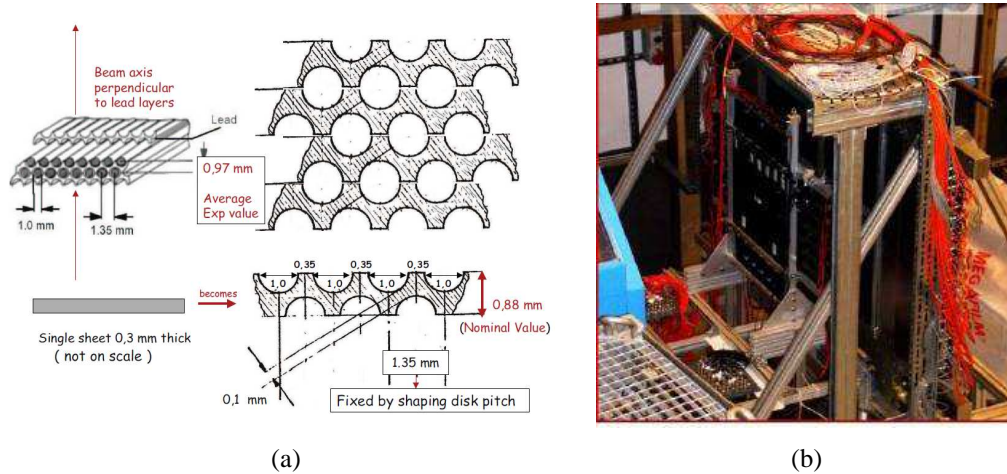 Beam axis
perpendicular
to lead layers
Lead
0,97 mm
Average
Exp value
1.0 mm
1.35 mm
0,35
0,35
0,35
1,0
1,0
1,0
1,0
becomes
0,88 mm
(Nominal Value)
Single sheet 0,3 mm thick
( not on scale )
1.35 mm
0,1 mm
Fixed by shaping disk pitch
(a)
(b)